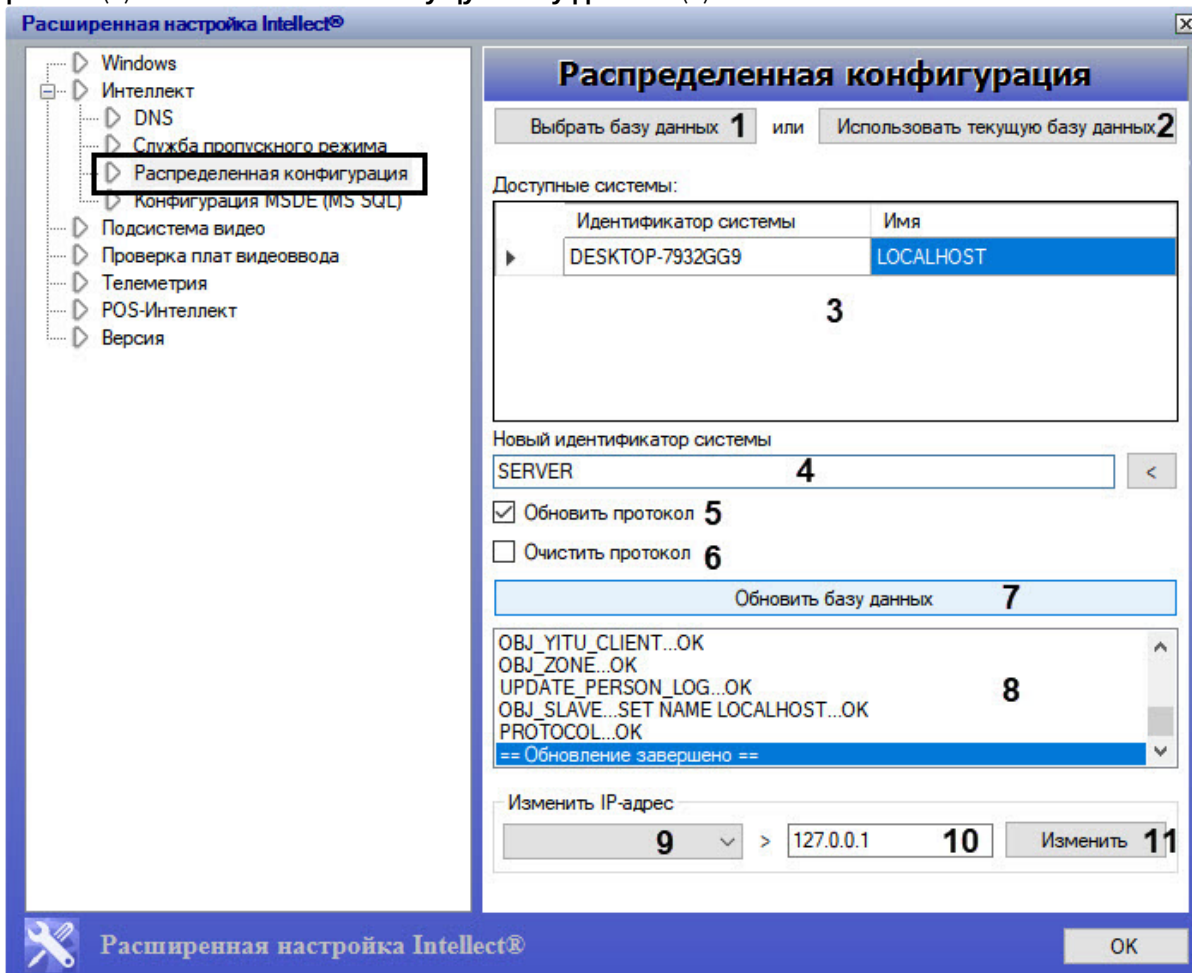 Расширенная настройка Intellect®
Windows
Интеллект
DNS
Служба пропускного режима
Распределенная конфигурация
Конфигурация MSDE (MS SQL)
Подсистема видео
Проверка плат видеоввода
Телеметрия
POS-Интеллект
Версия
Распределенная конфигурация
Выбрать базу данных 1 или Использовать текущую базу данных 2
Доступные системы:
Идентификатор системы Имя
DESKTOP-7932GG9 LOCALHOST
3
Новый идентификатор системы
SERVER 4 <
Обновить протокол 5
Очистить протокол 6
Обновить базу данных 7
OBJ_YITU_CLIENT...OK
OBJ_ZONE...OK
UPDATE_PERSON_LOG...OK
8
OBJ_SLAVE...SET NAME LOCALHOST...OK
PROTOCOL...OK
== Обновление завершено ==
Изменить IP-адрес
9 > 127.0.0.1 10 Изменить 11
Расширенная настройка Intellect®
OK